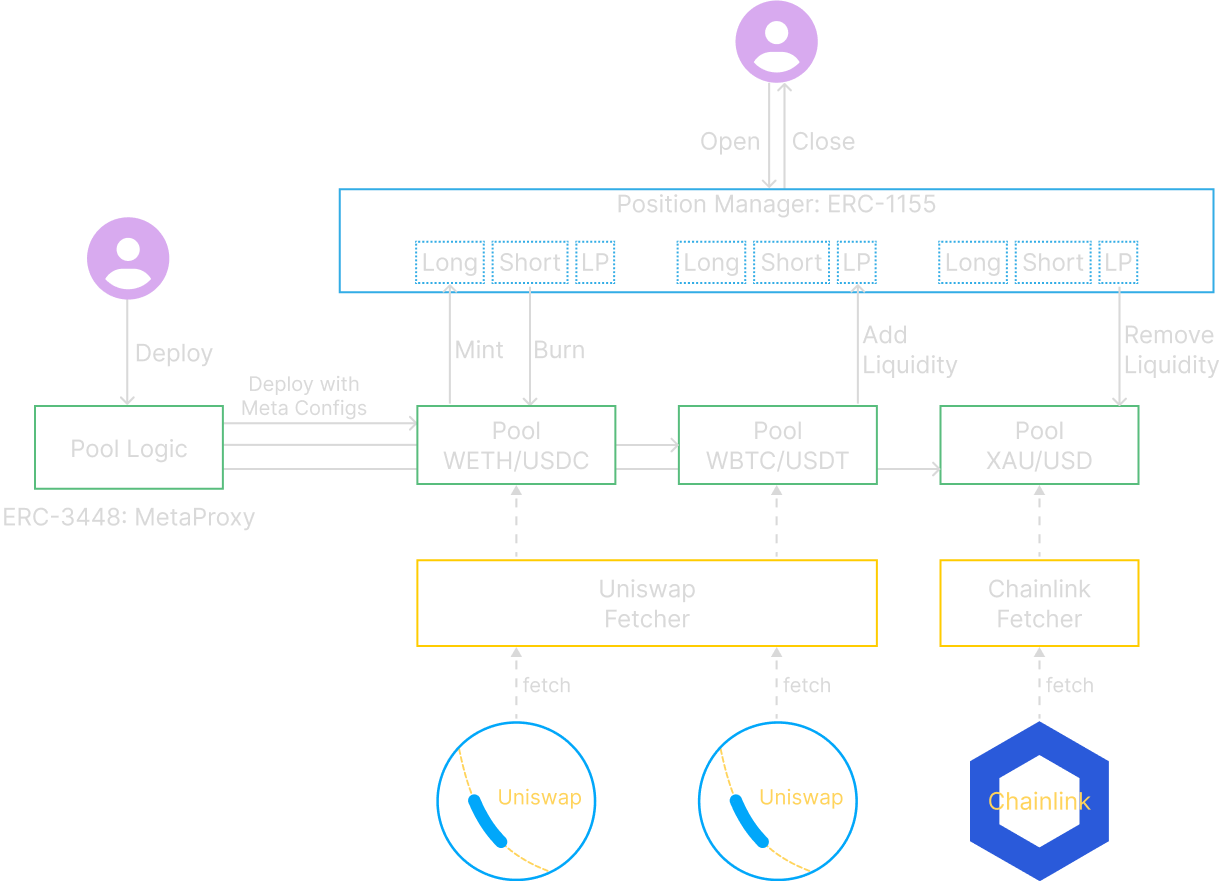 Open
Close
Position Manager: ERC-1155
Long Short LP
Long Short LP
Long Short LP
Deploy
Mint
Burn
Add
Liquidity
Remove
Liquidity
Deploy with
Meta Configs
Pool Logic
Pool
WETH/USDC
Pool
WBTC/USDT
Pool
XAU/USD
ERC-3448: MetaProxy
Uniswap
Fetcher
Chainlink
Fetcher
fetch
fetch
fetch
Uniswap
Uniswap
Chainlink